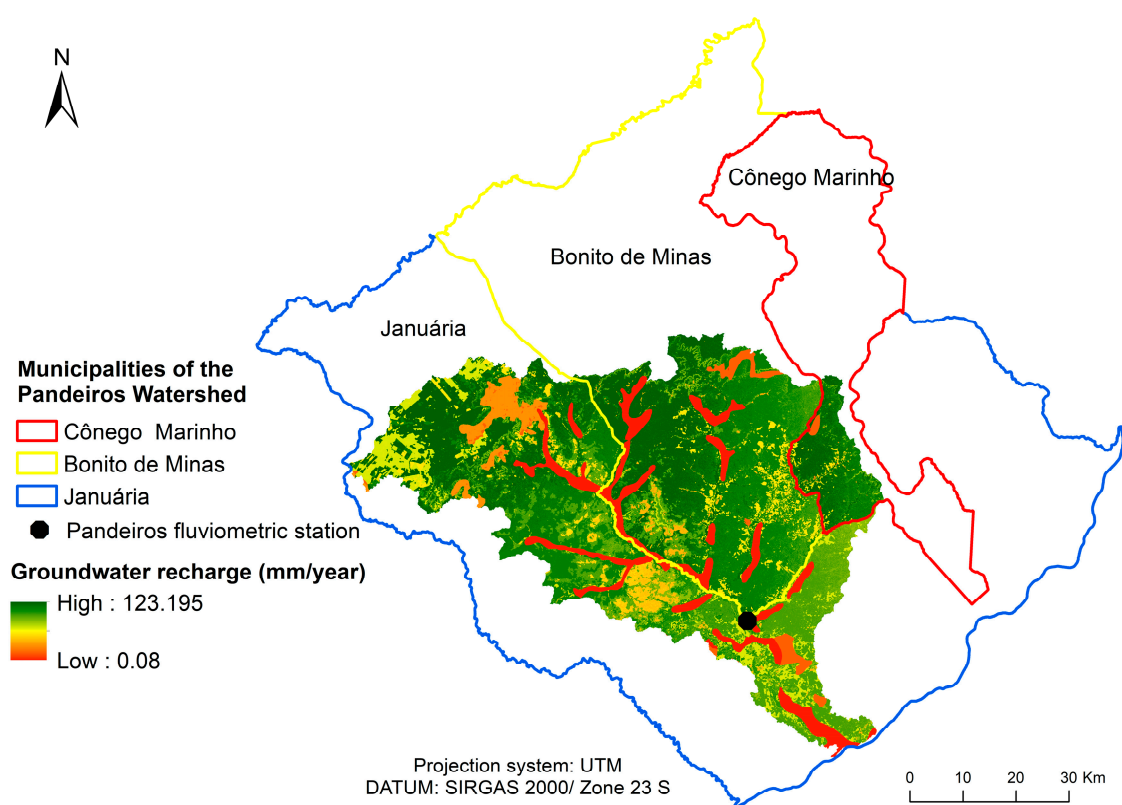 N
Cônego Marinho
Bonito de Minas
Januária
Municipalities of the
Pandeiros Watershed
Cônego Marinho
Bonito de Minas
Januária
Pandeiros fluviometric station
Groundwater recharge (mm/year)
High : 123.195
Low : 0.08
Projection system: UTM
DATUM: SIRGAS 2000/ Zone 23 S
0 10 20 30 Km